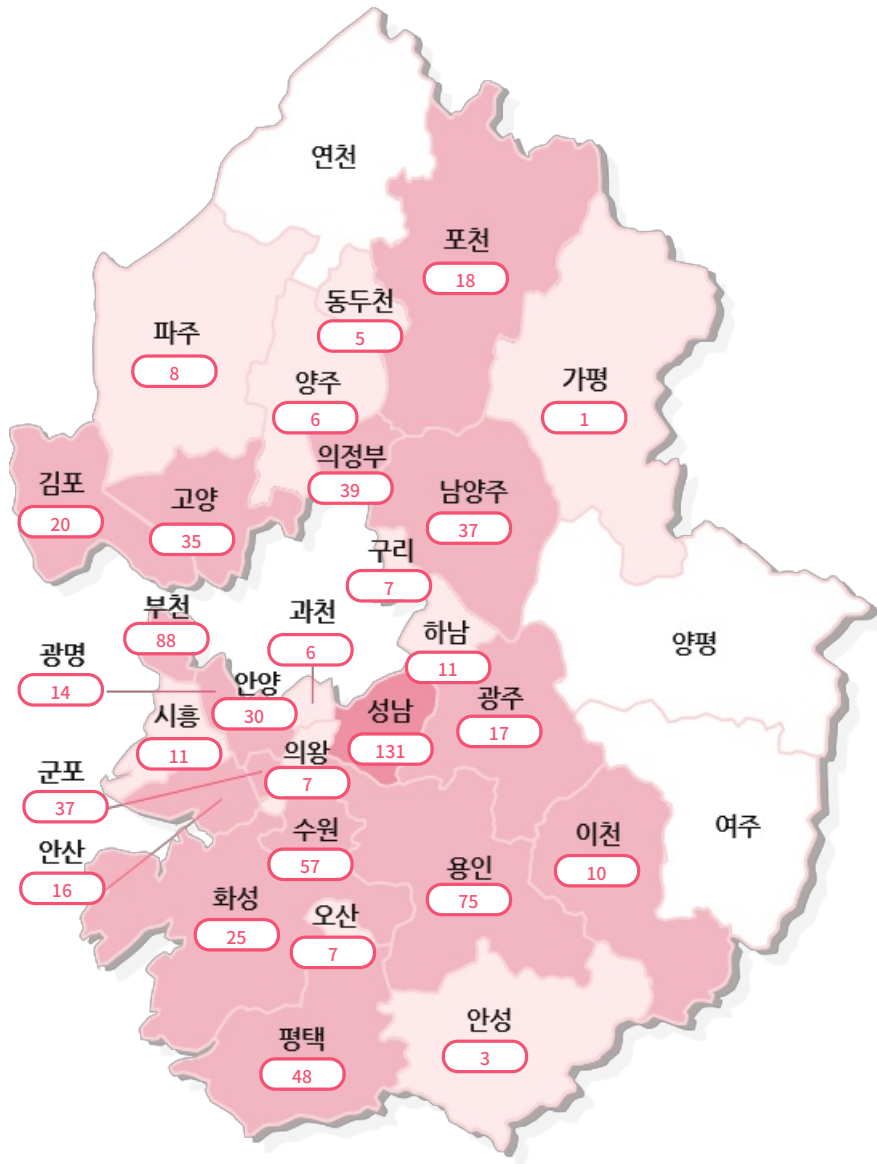 연천
포천
18
동두천
5
파주
8
양주
6
가평
1
의정부
39
김포
20
고양
35
남양주
37
구리
7
부천
88
과천
6
하남
11
양평
광명
14
안양
30
시흥
11
성남
131
광주
17
의왕
7
군포
37
수원
57
이천
10
여주
안산
16
화성
25
용인
75
오산
7
안성
3
평택
48